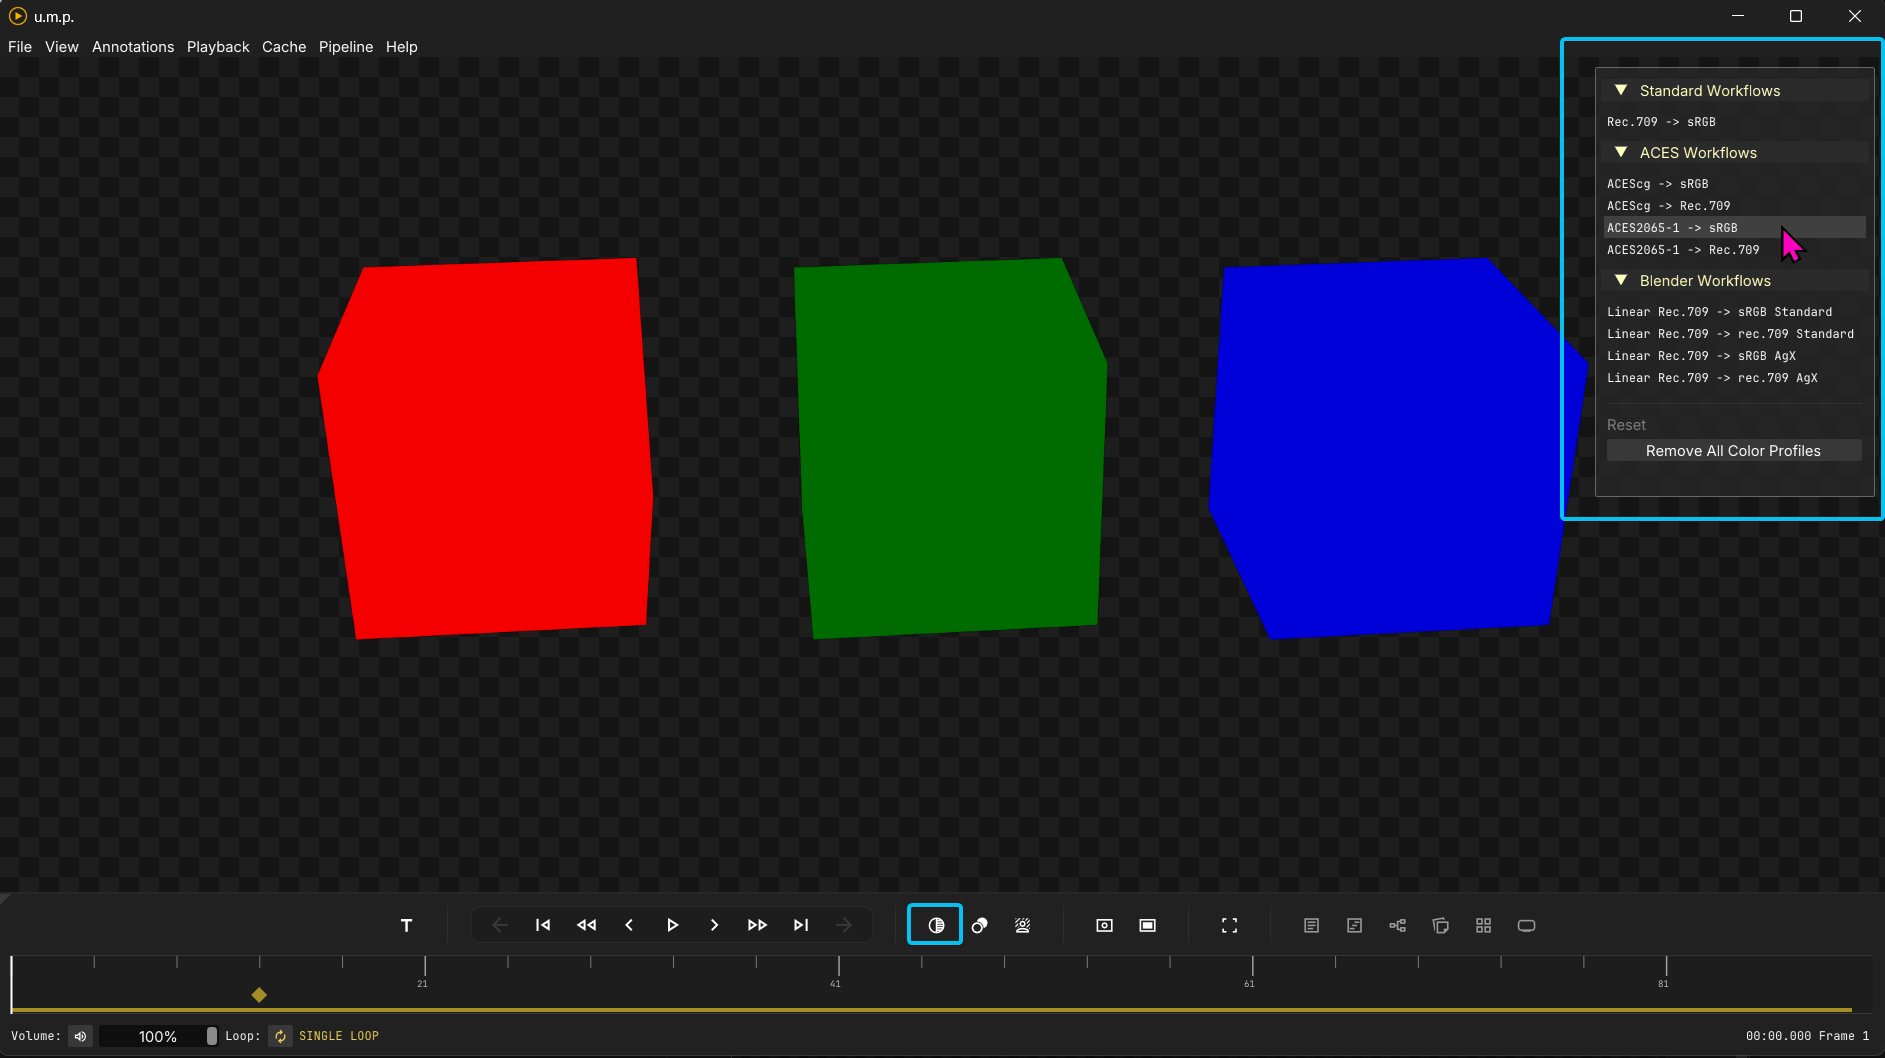 u.m.p.
File View Annotations Playback Cache Pipeline Help
Standard Workflows
Rec.709 -> sRGB
ACES Workflows
ACEScg -> sRGB
ACEScg -> Rec.709
ACES2065-1 -> sRGB
ACES2065-1 -> Rec.709
Blender Workflows
Linear Rec.709 -> sRGB Standard
Linear Rec.709 -> rec.709 Standard
Linear Rec.709 -> sRGB AgX
Linear Rec.709 -> rec.709 AgX
Reset
Remove All Color Profiles
T
21 41 61 81
Volume: 100% Loop: SINGLE LOOP 00:00.000 Frame 1